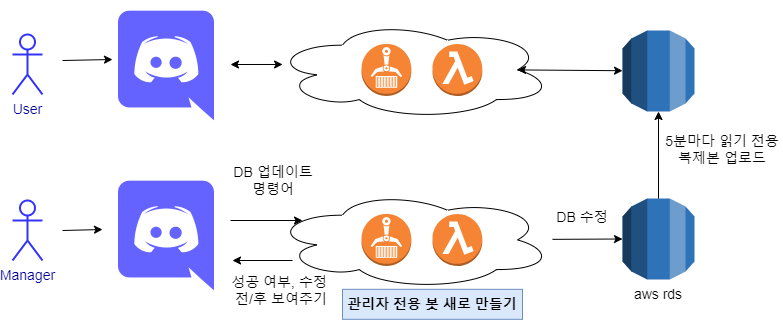 User
5분마다 읽기 전용
복제본 업로드
DB 업데이트
명령어
DB 수정
Manager
성공 여부, 수정
전/후 보여주기
관리자 전용 봇 새로 만들기
aws rds